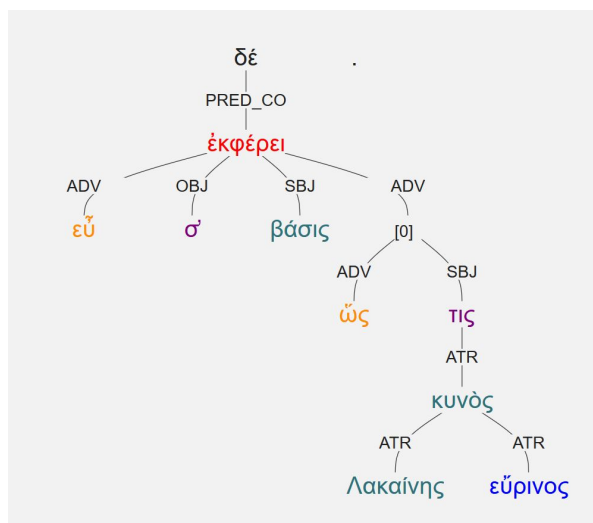 δέ .
PRED_CO
ἐκφέρει
ADV OBJ SBJ ADV
εὖ σ' βάσις [0]
ADV SBJ
ὥς τις
ATR
κυνὸς
ATR ATR
Λακαίνης εὔρινος